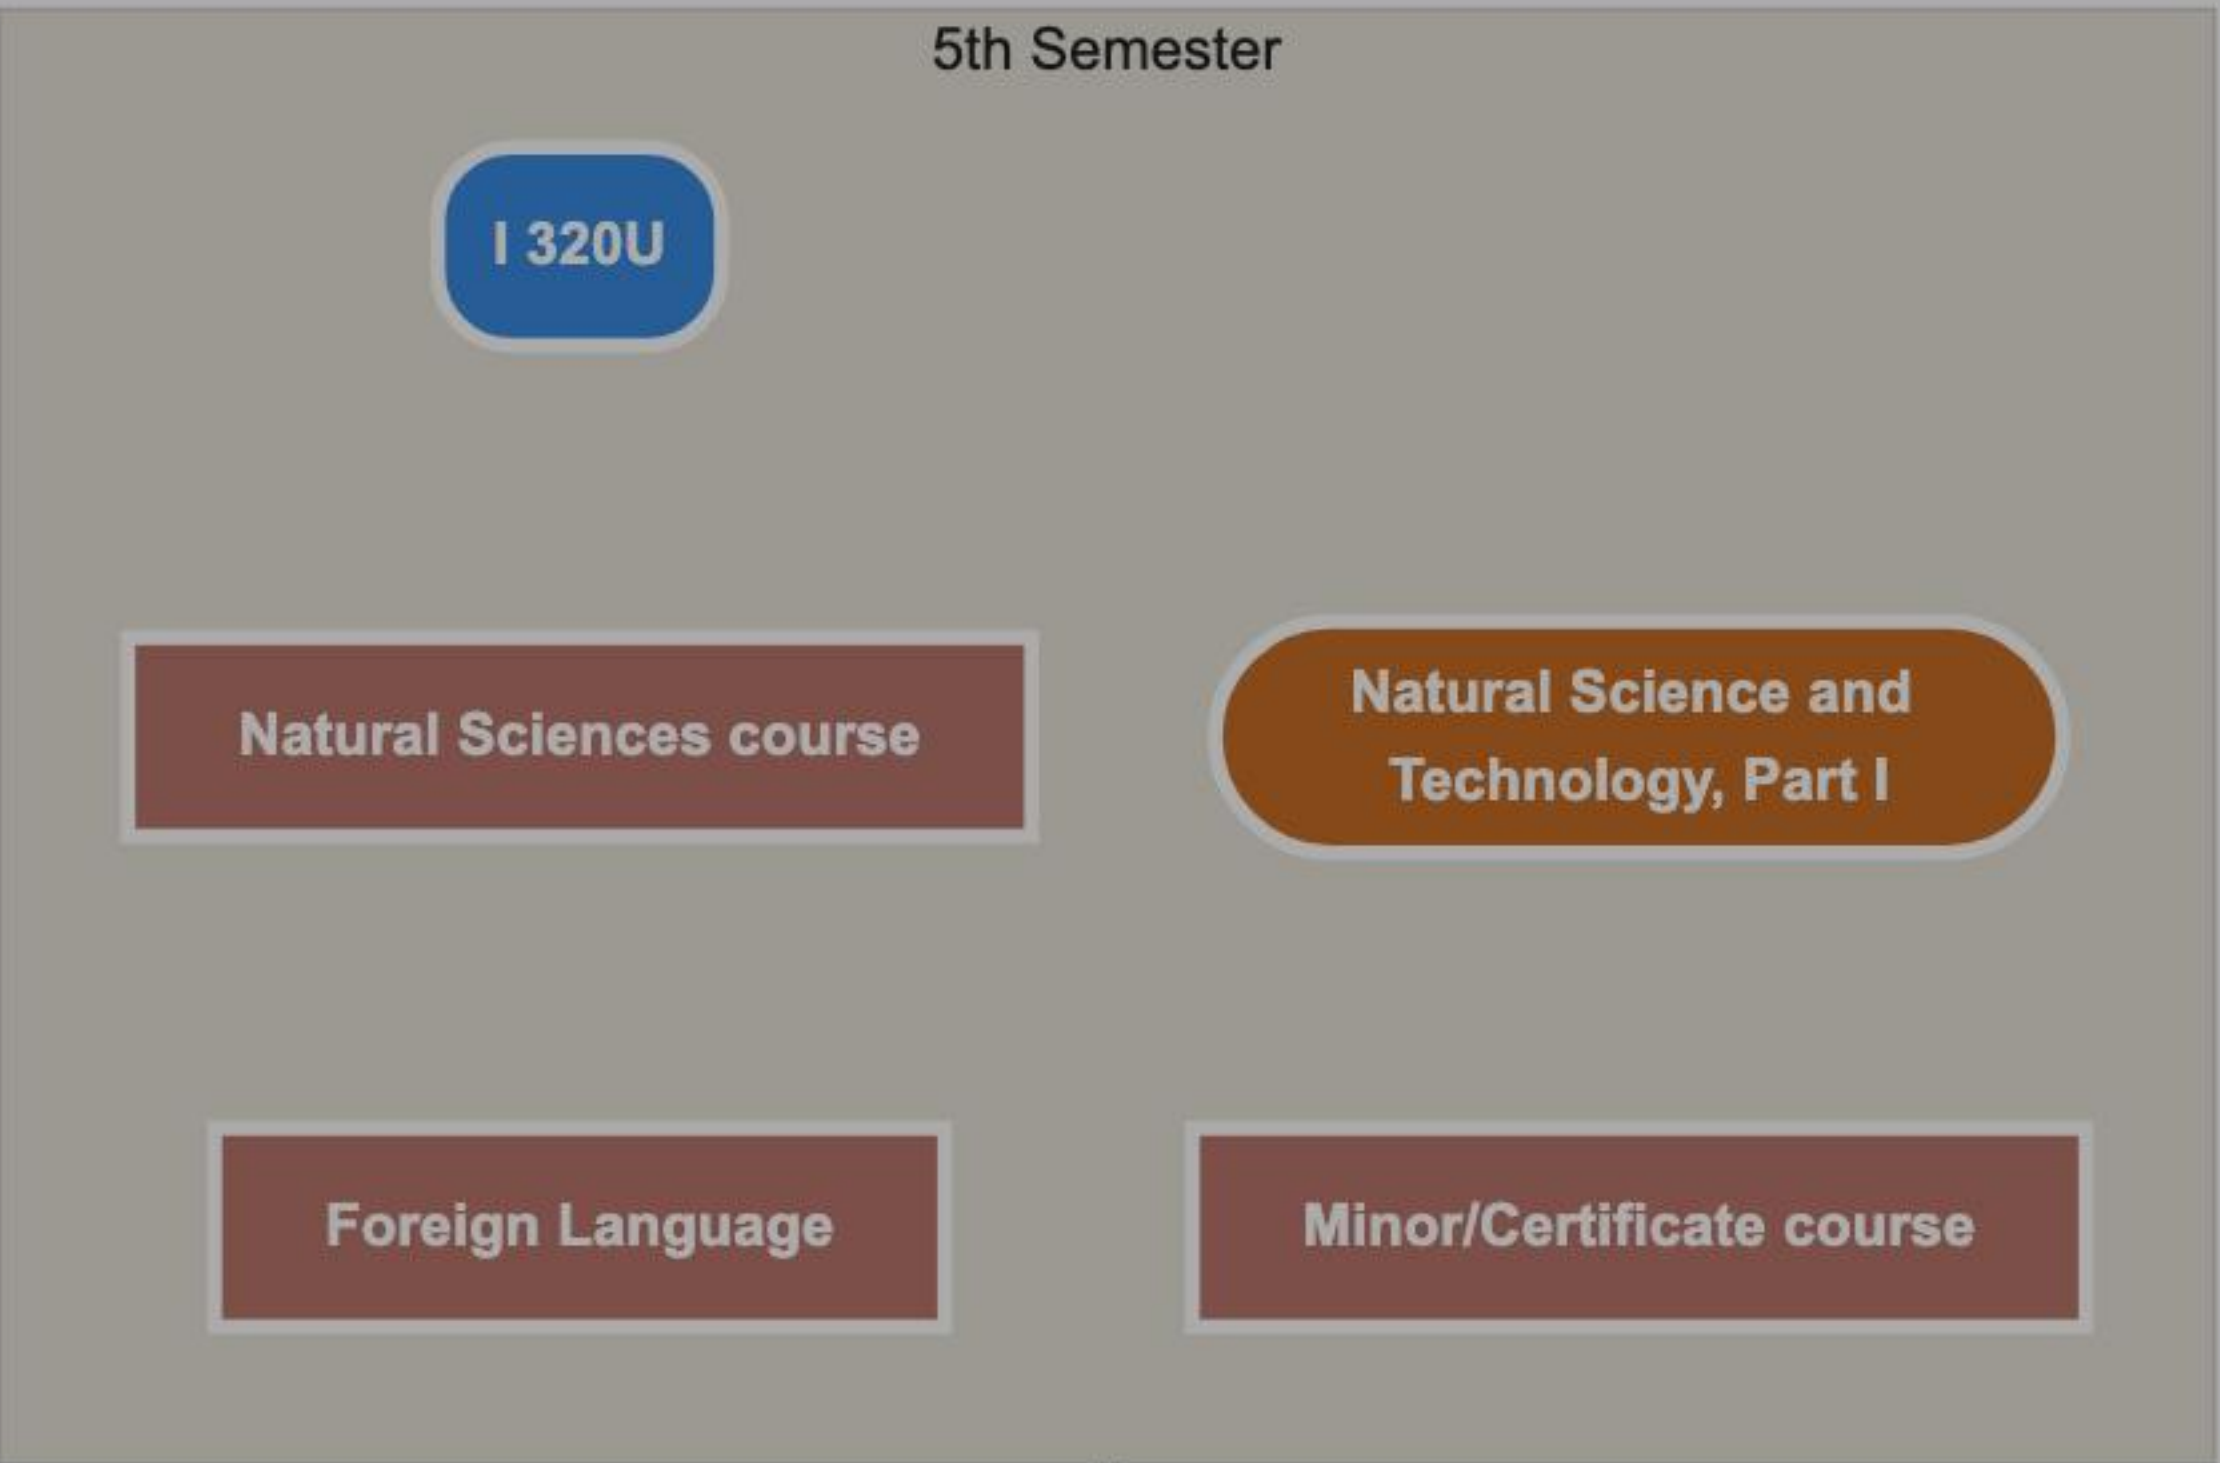 5th Semester
I 320U
Natural Sciences course
Natural Science and
Technology, Part I
Foreign Language
Minor/Certificate course